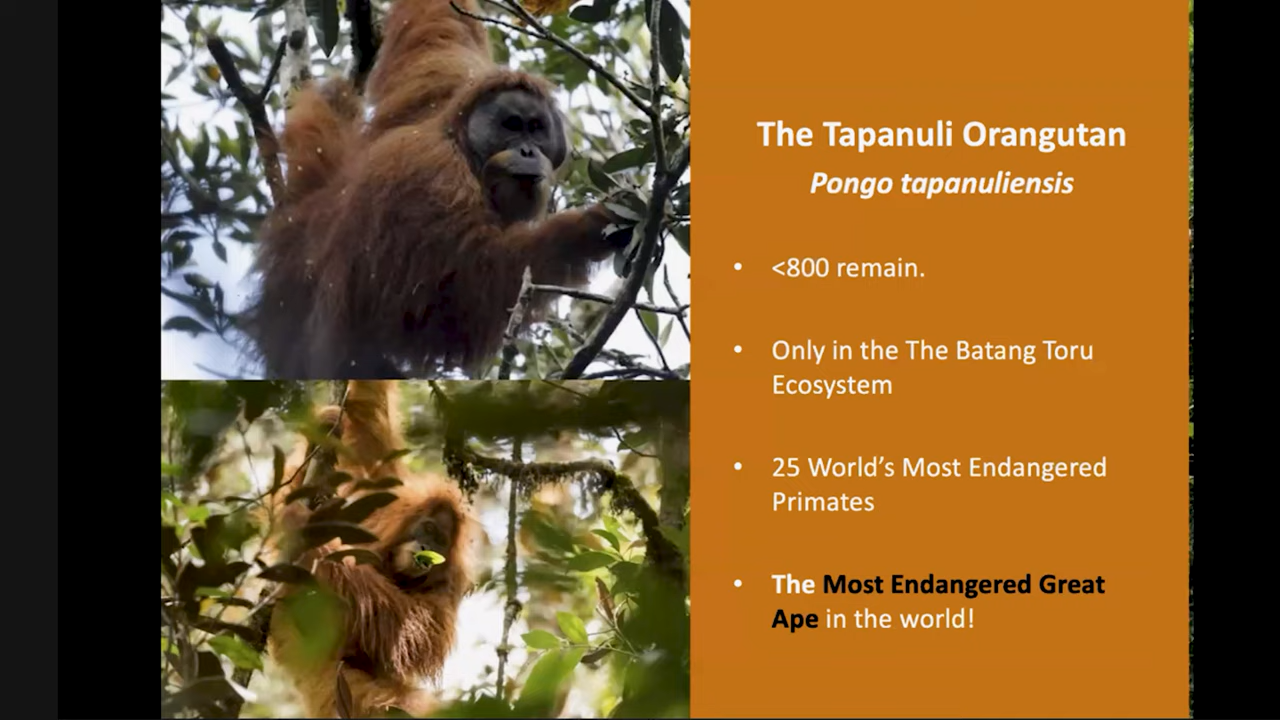 The Tapanuli Orangutan
Pongo tapanuliensis
• <800 remain.
• Only in the The Batang Toru
Ecosystem
• 25 World’s Most Endangered
Primates
• The Most Endangered Great
Ape in the world!